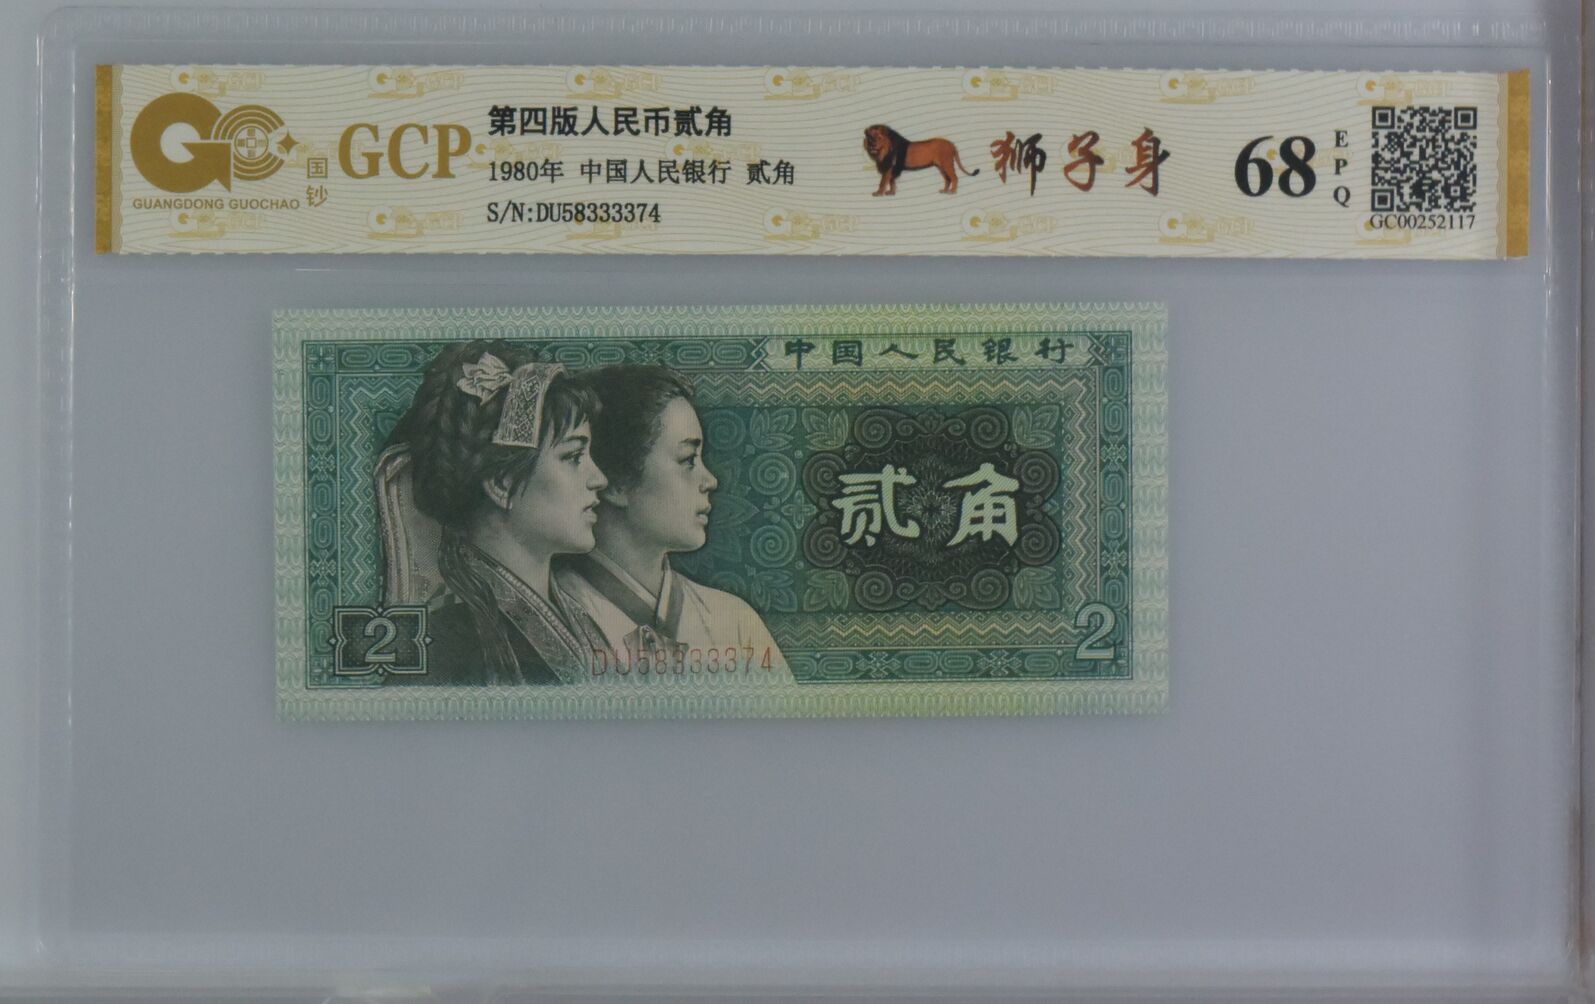 GC
GUANGDONG GUOCHAO
国钞
GCP
第四版人民币贰角
1980年 中国人民银行 贰角
S/N:DU58333374
狮子身
68
EPQ
GC00252117
中国人民银行
贰角
2
2
DU58333374